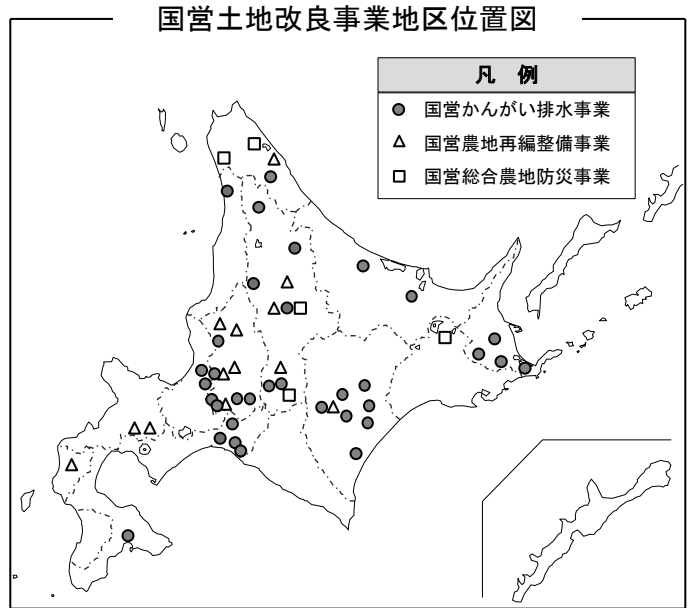 国営土地改良事業地区位置図
凡 例
国営かんがい排水事業
国営農地再編整備事業
国営総合農地防災事業